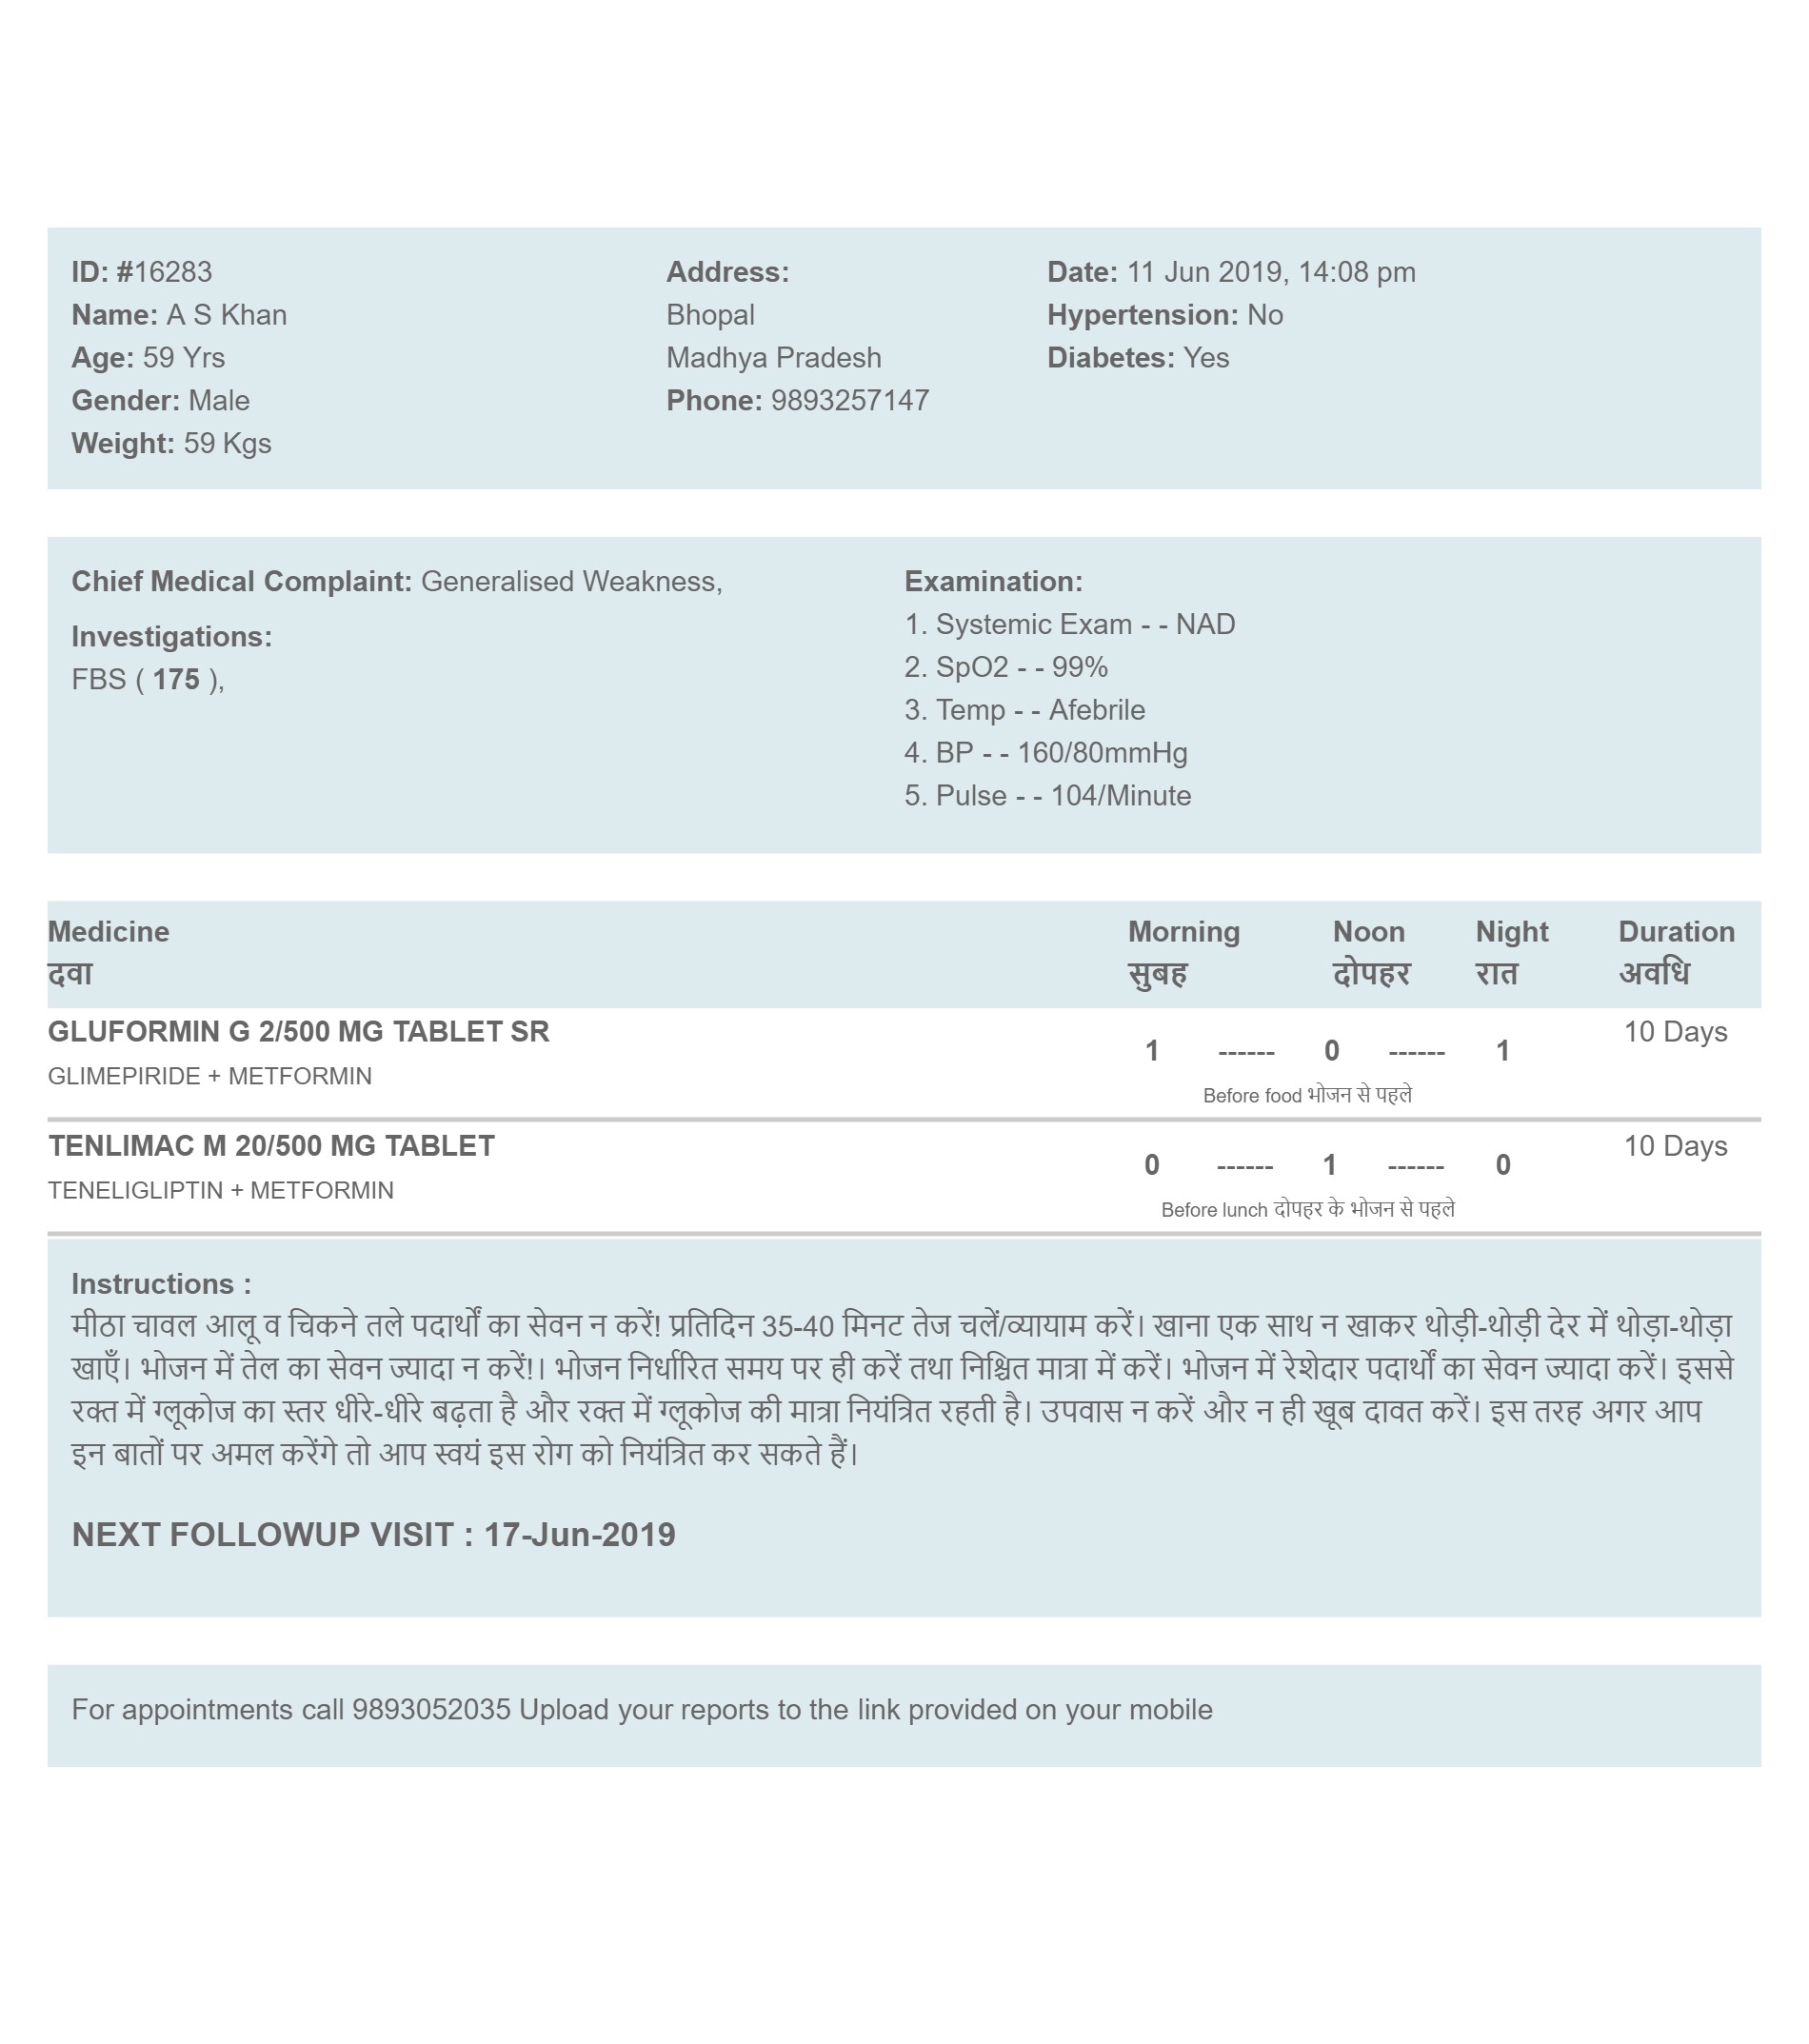 ID: #16283
Name: A S Khan
Age: 59 Yrs
Gender: Male
Weight: 59 Kgs
Address:
Bhopal
Madhya Pradesh
Phone: 9893257147
Date: 11 Jun 2019, 14:08 pm
Hypertension: No
Diabetes: Yes
Chief Medical Complaint: Generalised Weakness,
Investigations:
FBS ( 175 ),
Examination:
1. Systemic Exam - - NAD
2. SpO2 - - 99%
3. Temp - - Afebrile
4. BP - - 160/80mmHg
5. Pulse - - 104/Minute
Medicine Morning Noon Night Duration
दवा सुबह दोपहर रात अवधि
GLUFORMIN G 2/500 MG TABLET SR 1 ------ 0 ------ 1 10 Days
GLIMEPIRIDE + METFORMIN
Before food भोजन से पहले
TENLIMAC M 20/500 MG TABLET 0 ------ 1 ------ 0 10 Days
TENELIGLIPTIN + METFORMIN
Before lunch दोपहर के भोजन से पहले
Instructions :
मीठा चावल आलू व चिकने तले पदार्थों का सेवन न करें! प्रतिदिन 35-40 मिनट तेज चलें/व्यायाम करें। खाना एक साथ न खाकर थोड़ी-थोड़ी देर में थोड़ा-थोड़ा
खाएँ। भोजन में तेल का सेवन ज्यादा न करें!। भोजन निर्धारित समय पर ही करें तथा निश्चित मात्रा में करें। भोजन में रेशेदार पदार्थों का सेवन ज्यादा करें। इससे
रक्त में ग्लूकोज का स्तर धीरे-धीरे बढ़ता है और रक्त में ग्लूकोज की मात्रा नियंत्रित रहती है। उपवास न करें और न ही खूब दावत करें। इस तरह अगर आप
इन बातों पर अमल करेंगे तो आप स्वयं इस रोग को नियंत्रित कर सकते हैं।
NEXT FOLLOWUP VISIT : 17-Jun-2019
For appointments call 9893052035 Upload your reports to the link provided on your mobile